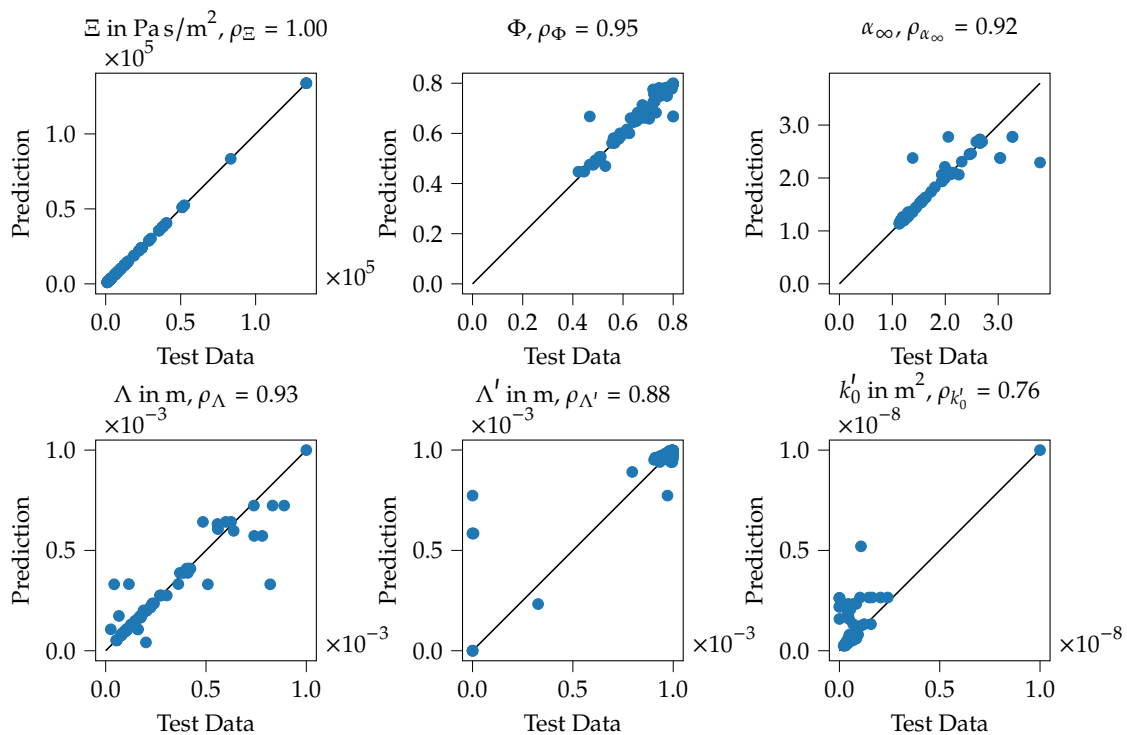 Ξ in Pa s/m², ρ_Ξ = 1.00
×10⁵
1.0
0.5
0.0
Prediction
0.0 0.5 1.0
×10⁵
Test Data
Φ, ρ_Φ = 0.95
0.8
0.6
0.4
0.2
0.0
Prediction
0.0 0.2 0.4 0.6 0.8
Test Data
α_∞, ρ_α∞ = 0.92
3.0
2.0
1.0
0.0
Prediction
0.0 1.0 2.0 3.0
Test Data
Λ in m, ρ_Λ = 0.93
×10⁻³
1.0
0.5
0.0
Prediction
0.0 0.5 1.0
×10⁻³
Test Data
Λ′ in m, ρ_Λ′ = 0.88
×10⁻³
1.0
0.5
0.0
Prediction
0.0 0.5 1.0
×10⁻³
Test Data
k′₀ in m², ρ_k′₀ = 0.76
×10⁻⁸
1.0
0.5
0.0
Prediction
0.0 0.5 1.0
×10⁻⁸
Test Data